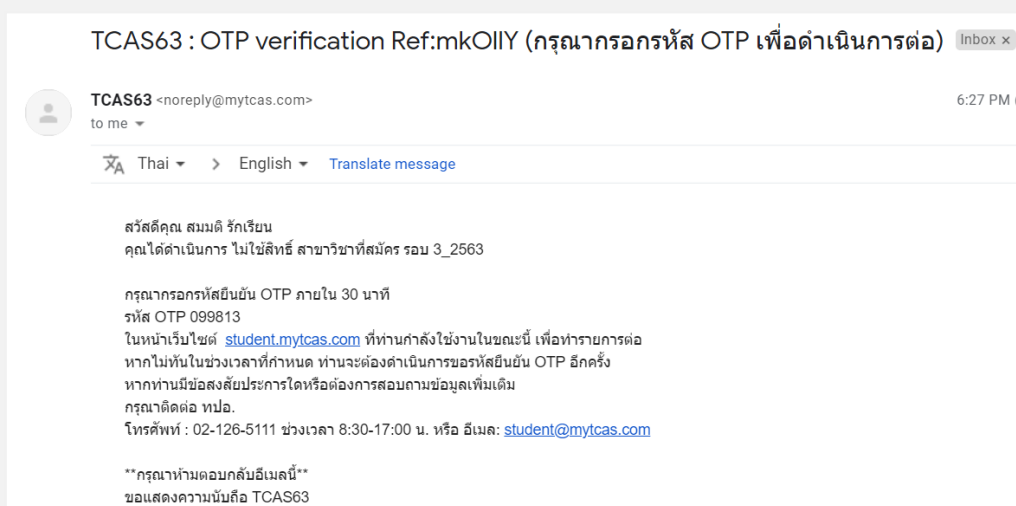 TCAS63 : OTP verification Ref:mkOllY (กรุณากรอกรหัส OTP เพื่อดำเนินการต่อ) Inbox ×
TCAS63 <noreply@mytcas.com> 6:27 PM
to me
Thai > English Translate message
สวัสดีคุณ สมมติ รักเรียน
คุณได้ดำเนินการ ไม่ใช้สิทธิ์ สาขาวิชาที่สมัคร รอบ 3_2563
กรุณากรอกรหัสยืนยัน OTP ภายใน 30 นาที
รหัส OTP 099813
ในหน้าเว็บไซต์ student.mytcas.com ที่ท่านกำลังใช้งานในขณะนี้ เพื่อทำรายการต่อ
หากไม่ทันในช่วงเวลาที่กำหนด ท่านจะต้องดำเนินการขอรหัสยืนยัน OTP อีกครั้ง
หากท่านมีข้อสงสัยประการใดหรือต้องการสอบถามข้อมูลเพิ่มเติม
กรุณาติดต่อ ทปอ.
โทรศัพท์ : 02-126-5111 ช่วงเวลา 8:30-17:00 น. หรือ อีเมล: student@mytcas.com
**กรุณาห้ามตอบกลับอีเมลนี้**
ขอแสดงความนับถือ TCAS63